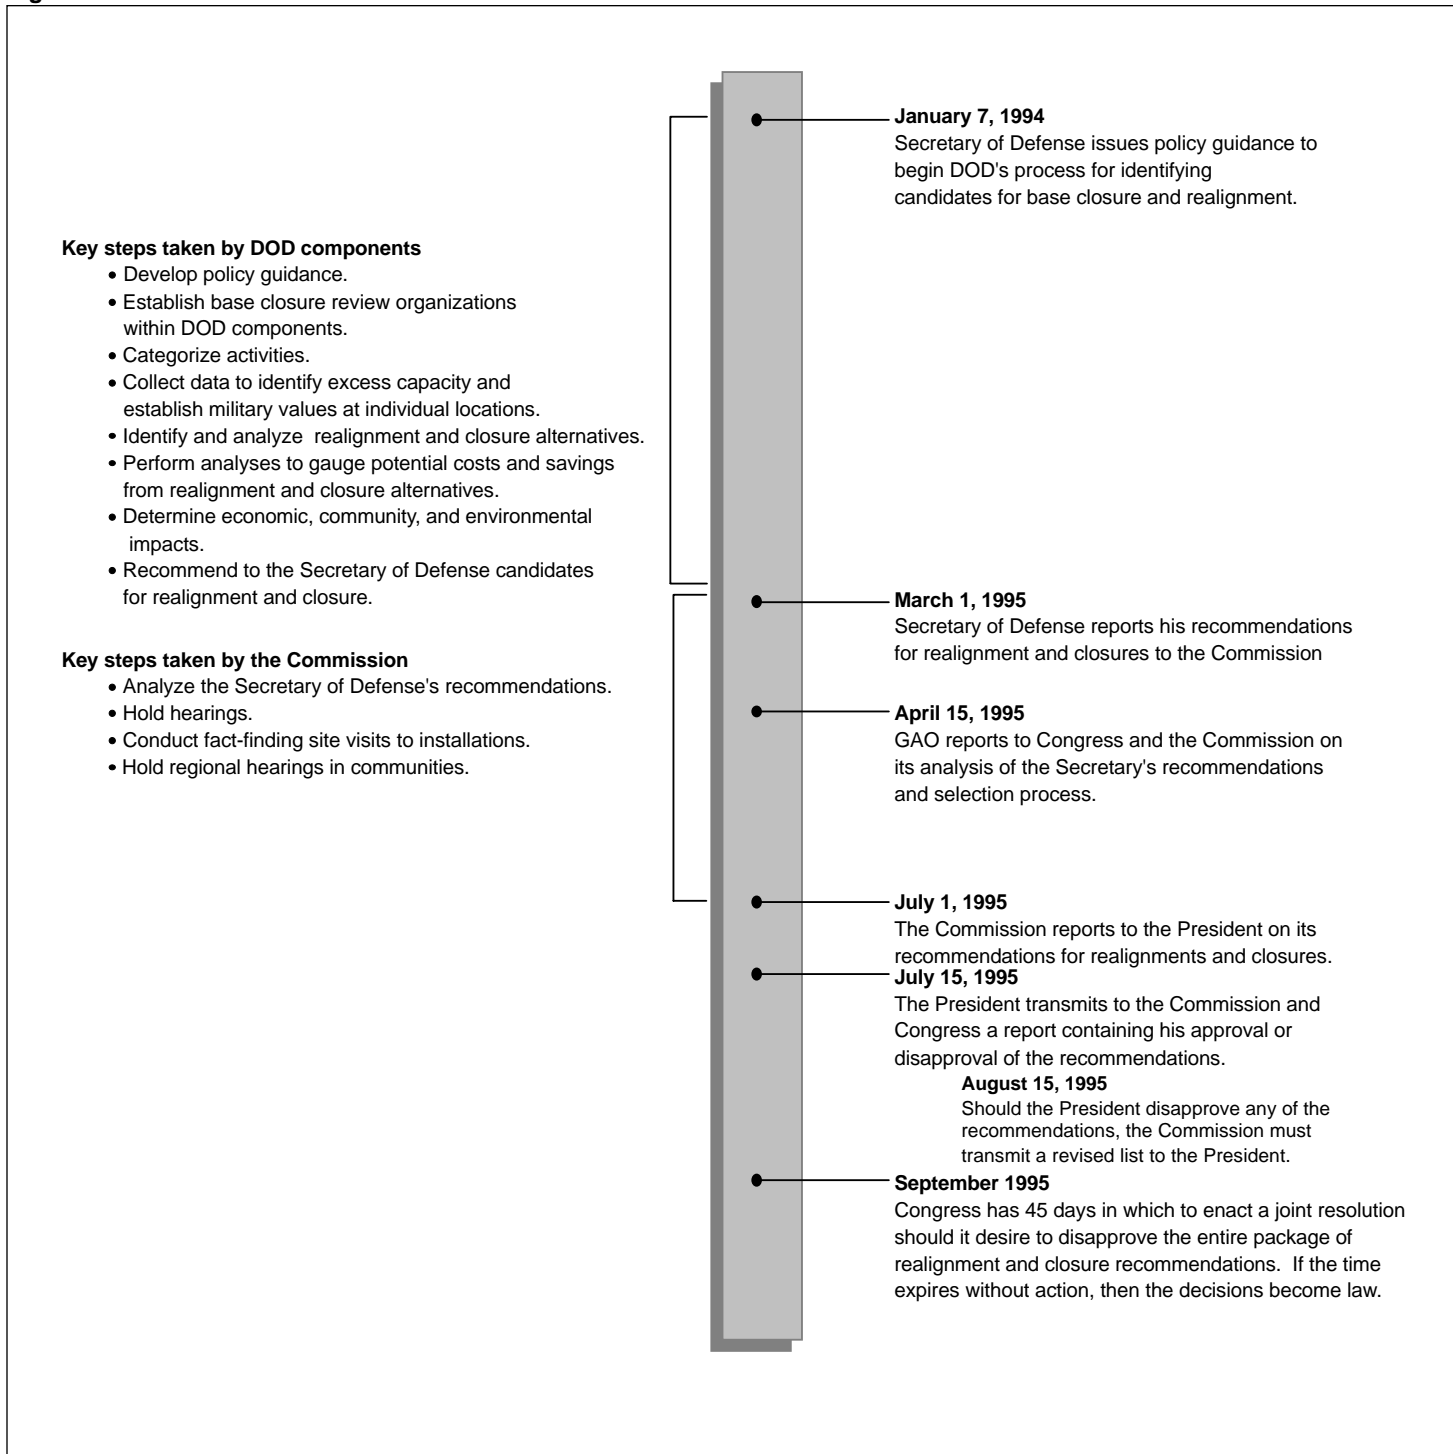 Key steps taken by DOD components
• Develop policy guidance.
• Establish base closure review organizations
within DOD components.
• Categorize activities.
• Collect data to identify excess capacity and
establish military values at individual locations.
• Identify and analyze realignment and closure alternatives.
• Perform analyses to gauge potential costs and savings
from realignment and closure alternatives.
• Determine economic, community, and environmental
impacts.
• Recommend to the Secretary of Defense candidates
for realignment and closure.
Key steps taken by the Commission
• Analyze the Secretary of Defense's recommendations.
• Hold hearings.
• Conduct fact-finding site visits to installations.
• Hold regional hearings in communities.
January 7, 1994
Secretary of Defense issues policy guidance to
begin DOD's process for identifying
candidates for base closure and realignment.
March 1, 1995
Secretary of Defense reports his recommendations
for realignment and closures to the Commission
April 15, 1995
GAO reports to Congress and the Commission on
its analysis of the Secretary's recommendations
and selection process.
July 1, 1995
The Commission reports to the President on its
recommendations for realignments and closures.
July 15, 1995
The President transmits to the Commission and
Congress a report containing his approval or
disapproval of the recommendations.
August 15, 1995
Should the President disapprove any of the
recommendations, the Commission must
transmit a revised list to the President.
September 1995
Congress has 45 days in which to enact a joint resolution
should it desire to disapprove the entire package of
realignment and closure recommendations. If the time
expires without action, then the decisions become law.